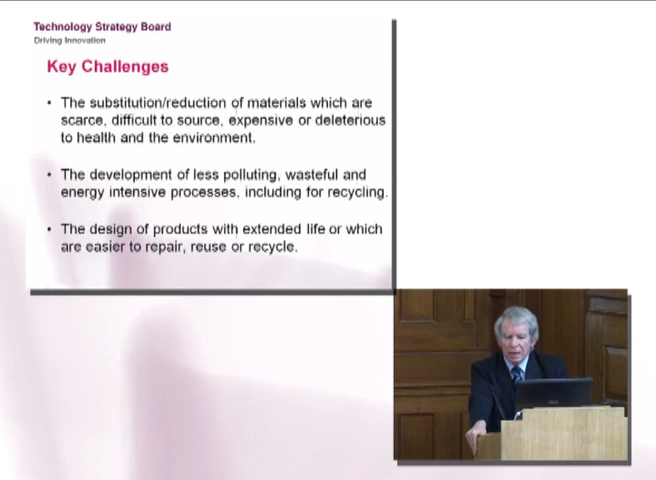 Technology Strategy Board
Driving Innovation
Key Challenges
• The substitution/reduction of materials which are
scarce, difficult to source, expensive or deleterious
to health and the environment.
• The development of less polluting, wasteful and
energy intensive processes, including for recycling.
• The design of products with extended life or which
are easier to repair, reuse or recycle.